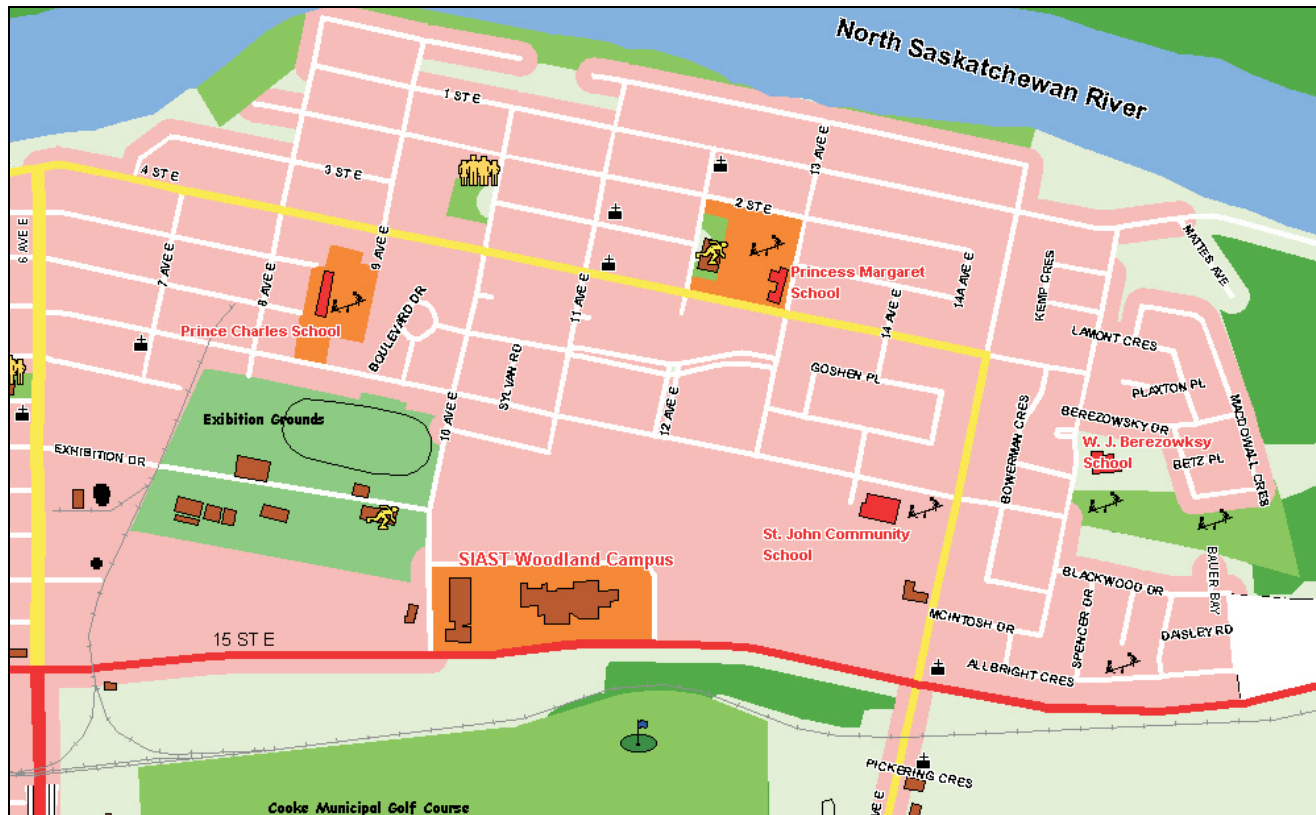 North Saskatchewan River
1 ST E
13 AVE E
4 ST E
3 ST E
2 ST E
6 AVE E
7 AVE E
8 AVE E
9 AVE E
MATTES AVE
Princess Margaret
School
14A AVE E
KEMP CRES
11 AVE E
14 AVE E
Prince Charles School
BOULEVARD DR
LAMONT CRES
SYLVAN RD
GOSHEN PL
PLAXTON PL
MACDOWALL CRES
Exibition Grounds
10 AVE E
12 AVE E
BOWERMAN CRES
BEREZOWSKY DR
W. J. Berezowksy
School
BETZ PL
EXHIBITION DR
St. John Community
School
SIAST Woodland Campus
BLACKWOOD DR
BAUER BAY
SPENCER DR
MCINTOSH DR
DAISLEY RD
15 ST E
ALLBRIGHT CRES
PICKERING CRES
VE E
Cooke Municipal Golf Course